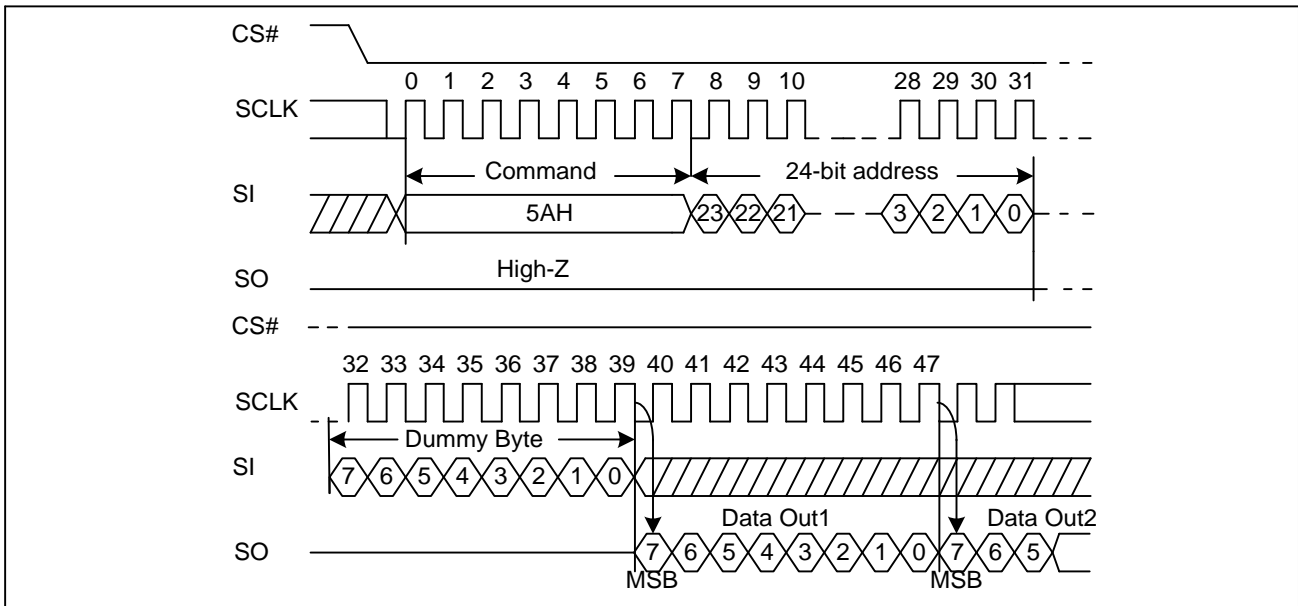 CS#
0 1 2 3 4 5 6 7 8 9 10 28 29 30 31
SCLK
Command 24-bit address
SI
5AH 23 22 21 3 2 1 0
High-Z
SO
CS#
32 33 34 35 36 37 38 39 40 41 42 43 44 45 46 47
SCLK
Dummy Byte
SI
7 6 5 4 3 2 1 0
Data Out1 Data Out2
SO
7 6 5 4 3 2 1 0 7 6 5
MSB MSB